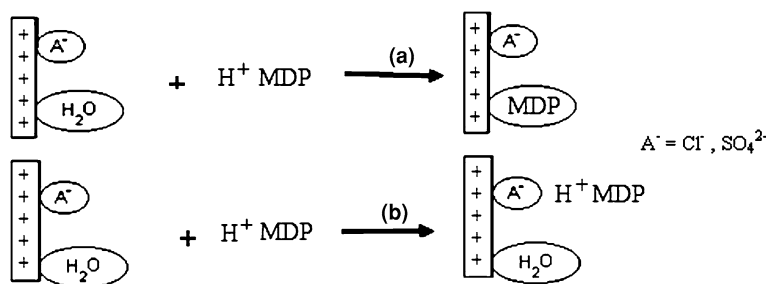 + + + + + A⁻ H₂O + H⁺ MDP (a) + + + + + A⁻ MDP
A⁻ = Cl⁻ , SO₄²⁻
+ + + + + A⁻ H₂O + H⁺ MDP (b) + + + + + A⁻ H⁺ MDP H₂O